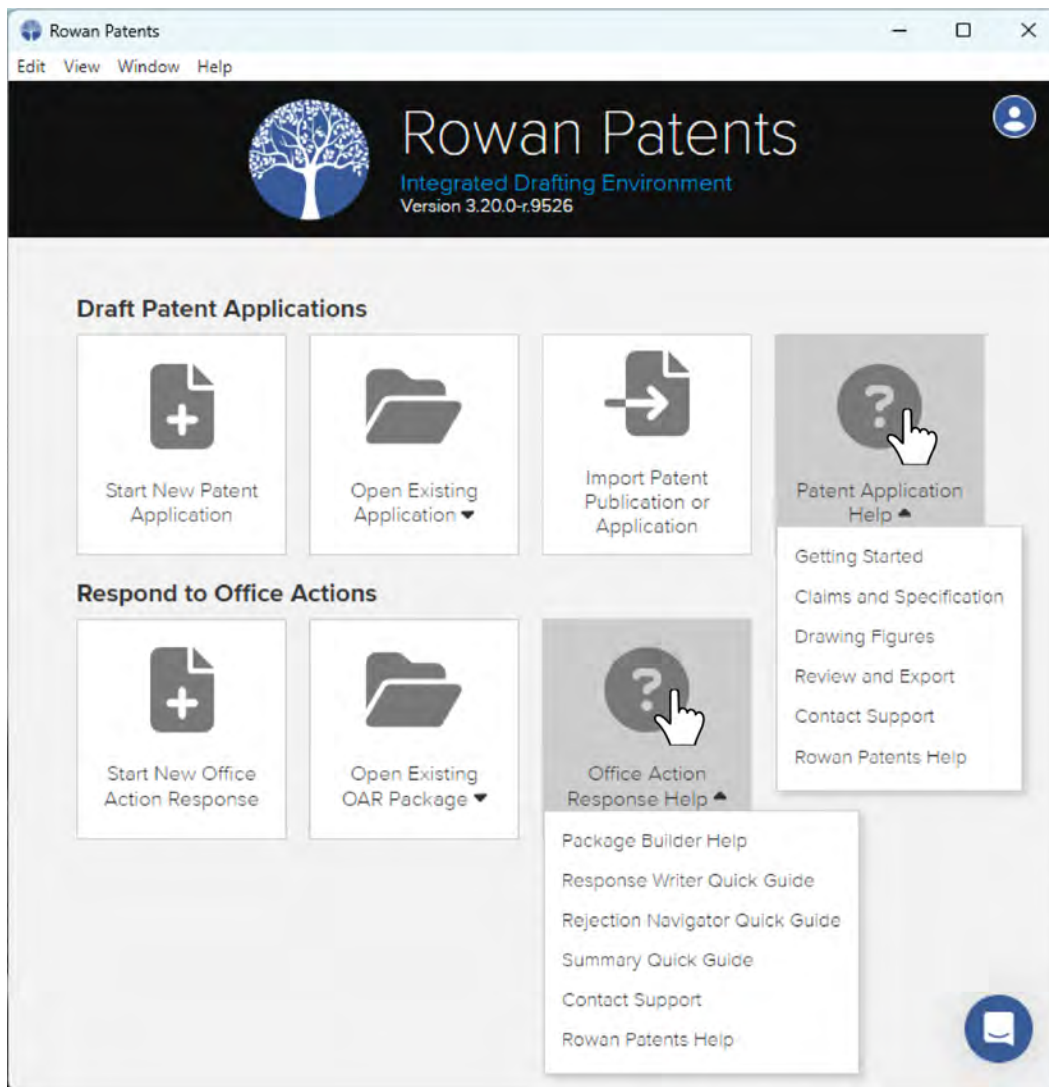 Rowan Patents
Edit View Window Help
Rowan Patents
Integrated Drafting Environment
Version 3.20.0-r.9526
Draft Patent Applications
Start New Patent
Application
Open Existing
Application
Import Patent
Publication or
Application
Patent Application
Help
Getting Started
Claims and Specification
Drawing Figures
Review and Export
Contact Support
Rowan Patents Help
Respond to Office Actions
Start New Office
Action Response
Open Existing
OAR Package
Office Action
Response Help
Package Builder Help
Response Writer Quick Guide
Rejection Navigator Quick Guide
Summary Quick Guide
Contact Support
Rowan Patents Help